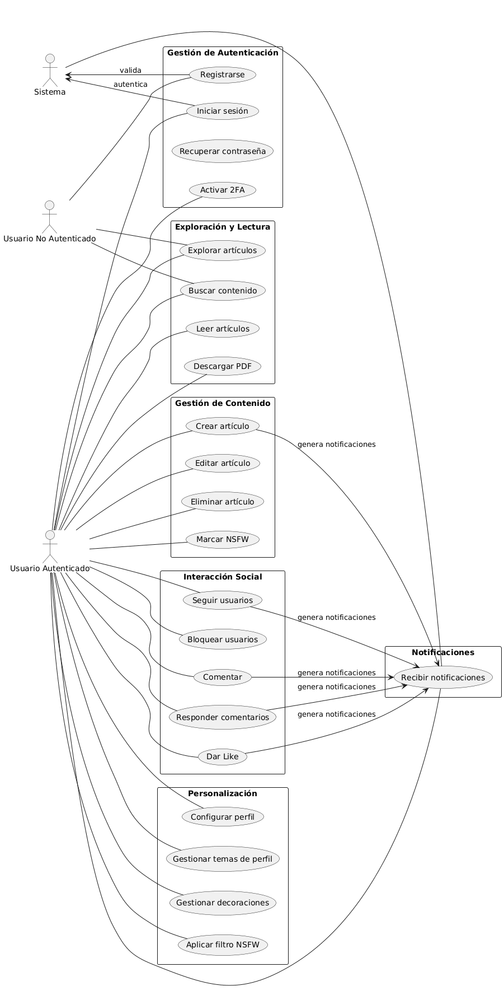 Gestión de Autenticación
Sistema
valida
autentica
Registrarse
Iniciar sesión
Recuperar contraseña
Activar 2FA
Usuario No Autenticado
Exploración y Lectura
Explorar artículos
Buscar contenido
Leer artículos
Descargar PDF
Gestión de Contenido
Crear artículo
genera notificaciones
Editar artículo
Eliminar artículo
Marcar NSFW
Usuario Autenticado
Interacción Social
Seguir usuarios
genera notificaciones
Bloquear usuarios
Comentar
genera notificaciones
genera notificaciones
Responder comentarios
genera notificaciones
Dar Like
Notificaciones
Recibir notificaciones
Personalización
Configurar perfil
Gestionar temas de perfil
Gestionar decoraciones
Aplicar filtro NSFW